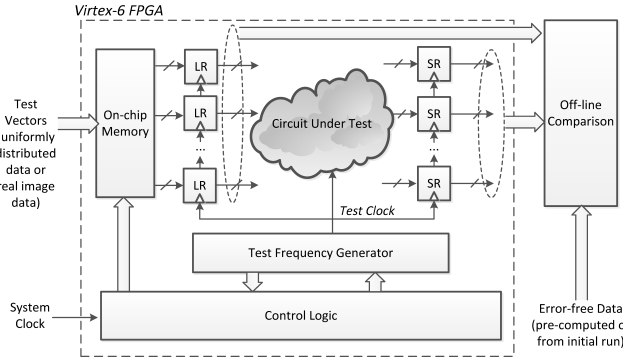 Virtex-6 FPGA
Test
Vectors
uniformly
distributed
data or
real image
data)
On-chip
Memory
LR
LR
...
LR
Circuit Under Test
SR
SR
...
SR
Off-line
Comparison
Test Clock
Test Frequency Generator
System
Clock
Control Logic
Error-free Data
(pre-computed o
from initial run)